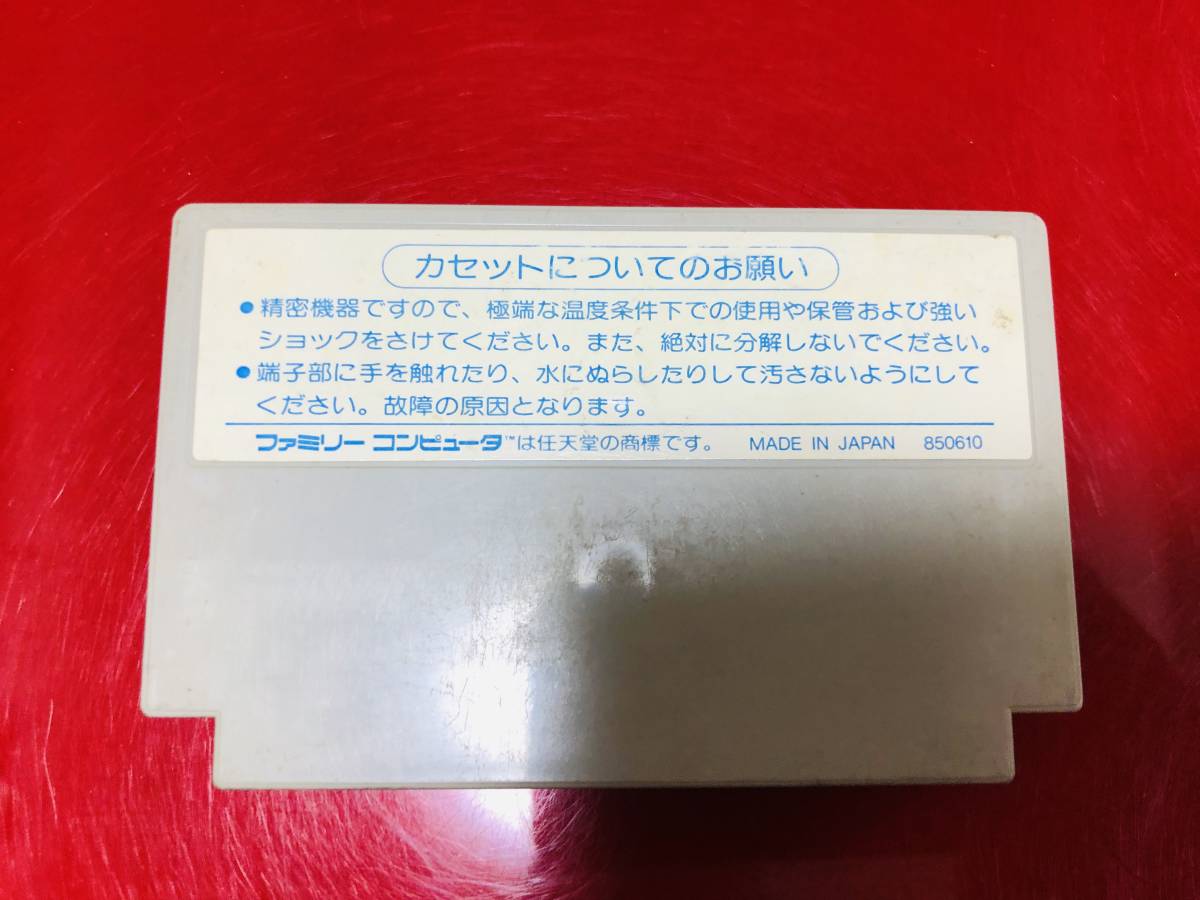 カセットについてのお願い
●精密機器ですので、極端な温度条件下での使用や保管および強い
ショックをさけてください。また、絶対に分解しないでください。
●端子部に手を触れたり、水にぬらしたりして汚さないようにして
ください。故障の原因となります。
ファミリー コンピュータ™は任天堂の商標です。 MADE IN JAPAN 850610